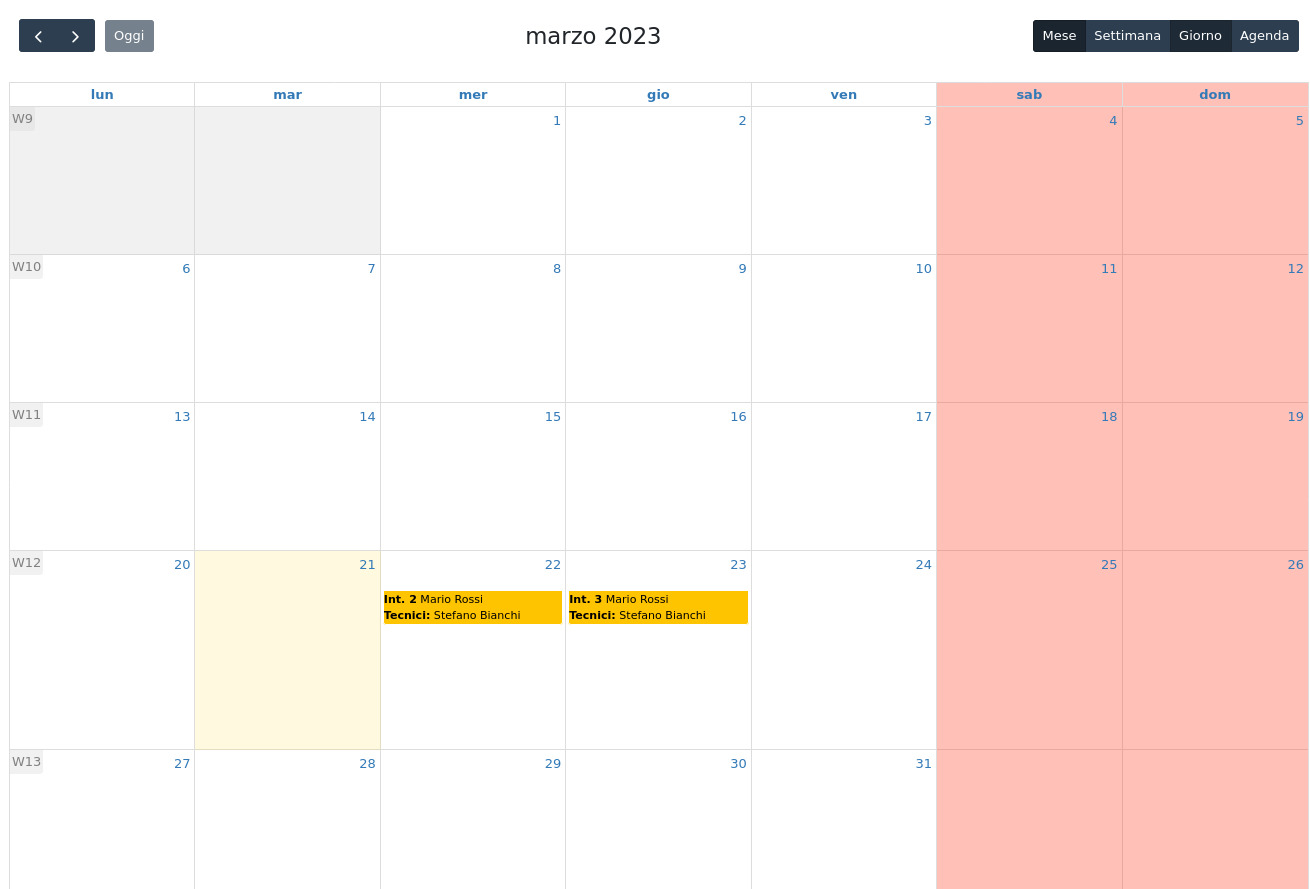 Oggi
marzo 2023
Mese Settimana Giorno Agenda
lun mar mer gio ven sab dom
W9 1 2 3 4 5
W10 6 7 8 9 10 11 12
W11 13 14 15 16 17 18 19
W12 20 21 22 23 24 25 26
Int. 2 Mario Rossi
Tecnici: Stefano Bianchi
Int. 3 Mario Rossi
Tecnici: Stefano Bianchi
W13 27 28 29 30 31